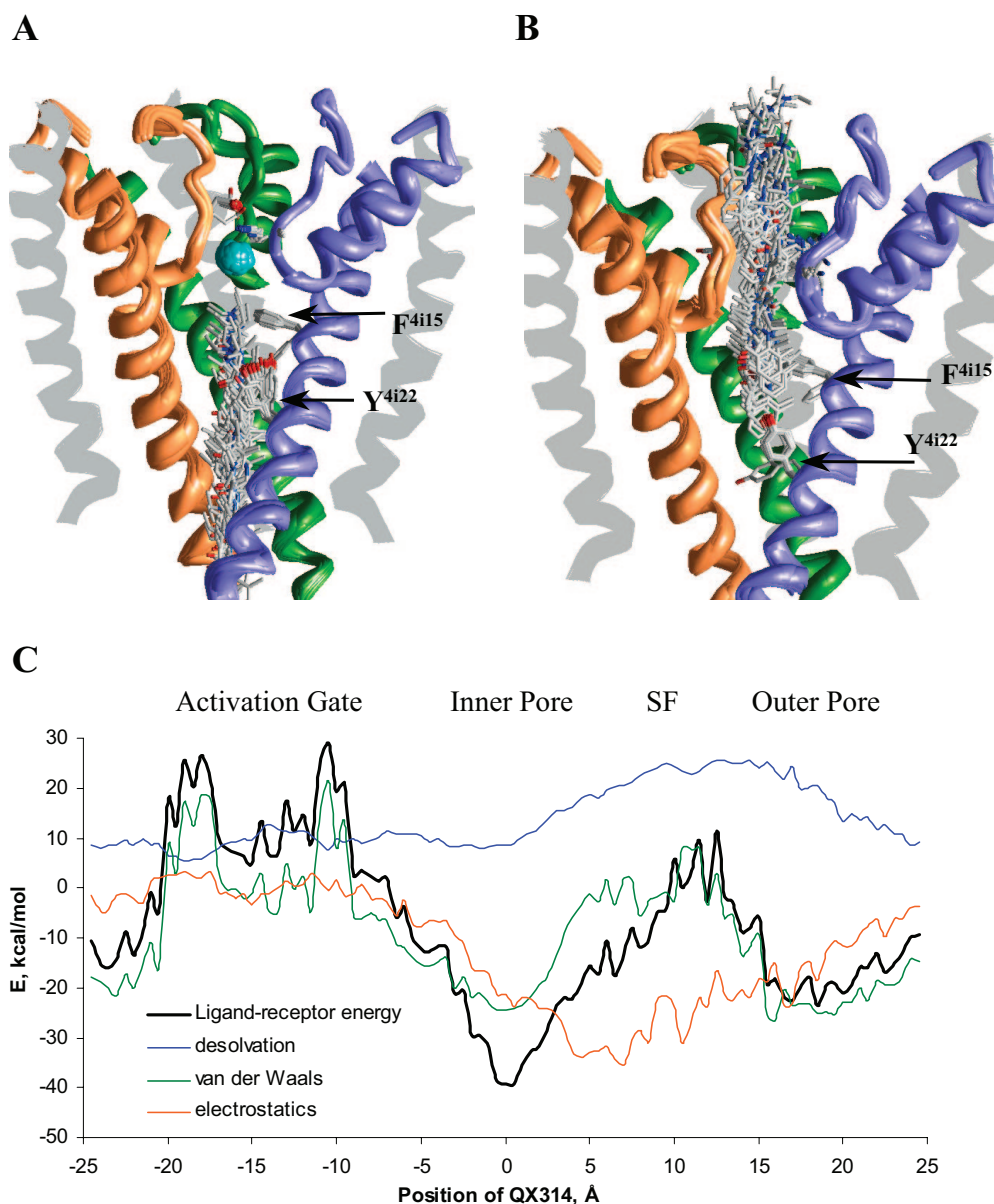 A
B
F4i15
Y4i22
F4i15
Y4i22
C
Activation Gate Inner Pore SF Outer Pore
30
20
10
0
-10
-20
-30
-40
-50
E, kcal/mol
Ligand-receptor energy
desolvation
van der Waals
electrostatics
-25 -20 -15 -10 -5 0 5 10 15 20 25
Position of QX314, Å